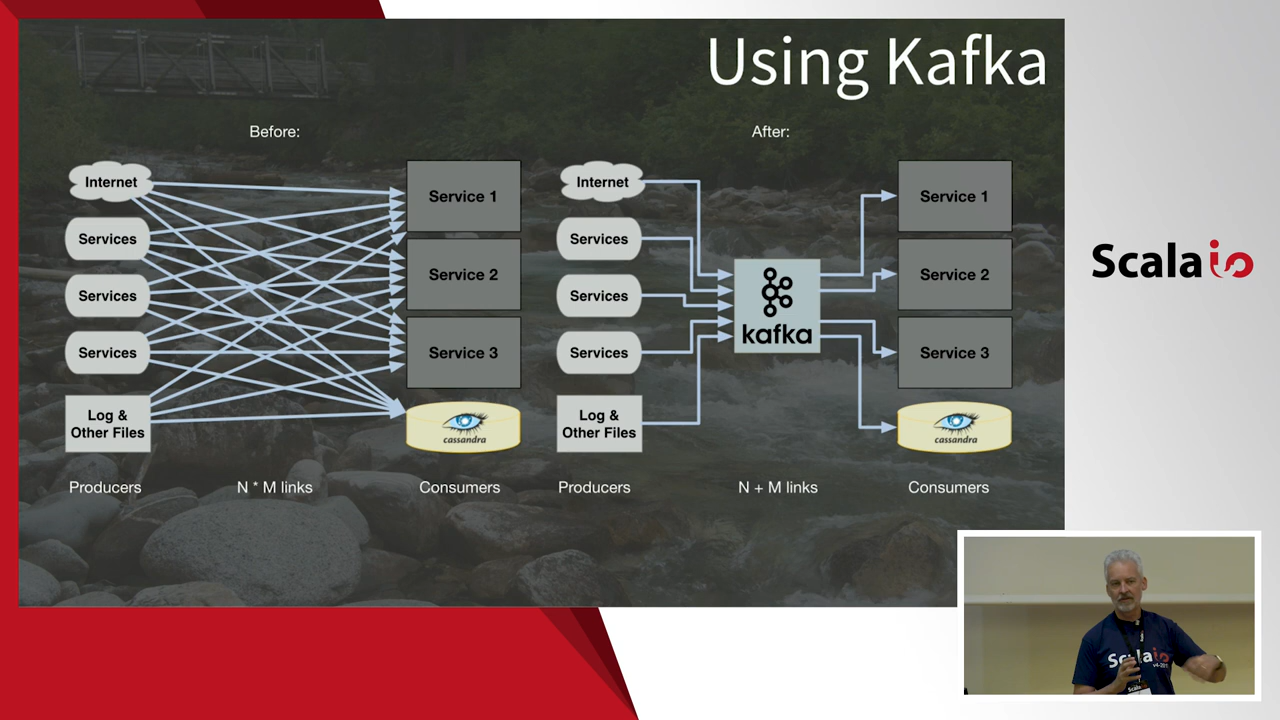 Using Kafka
Before:
Internet
Services
Services
Services
Log &
Other Files
Service 1
Service 2
Service 3
cassandra
Producers
N * M links
Consumers
After:
Internet
Services
Services
Services
Log &
Other Files
kafka
Service 1
Service 2
Service 3
cassandra
Producers
N + M links
Consumers
Scalaio
Scalaio
Scala